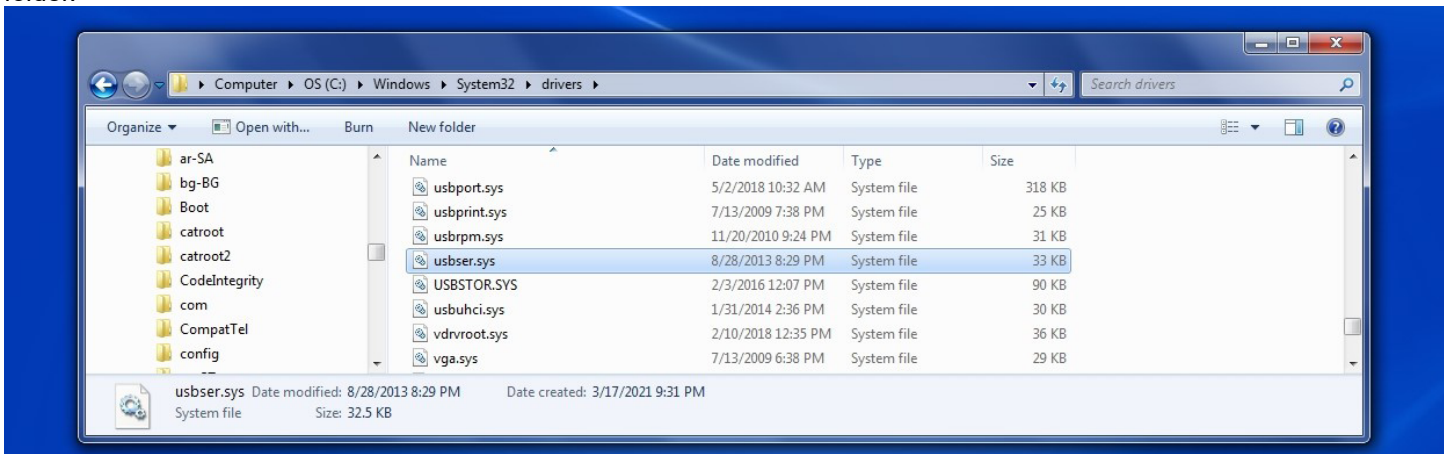 Computer ▸ OS (C:) ▸ Windows ▸ System32 ▸ drivers ▸ Search drivers
Organize ▾ Open with... Burn New folder
ar-SA
bg-BG
Boot
catroot
catroot2
CodeIntegrity
com
CompatTel
config
Name Date modified Type Size
usbport.sys 5/2/2018 10:32 AM System file 318 KB
usbprint.sys 7/13/2009 7:38 PM System file 25 KB
usbrpm.sys 11/20/2010 9:24 PM System file 31 KB
usbser.sys 8/28/2013 8:29 PM System file 33 KB
USBSTOR.SYS 2/3/2016 12:07 PM System file 90 KB
usbuhci.sys 1/31/2014 2:36 PM System file 30 KB
vdrvroot.sys 2/10/2018 12:35 PM System file 36 KB
vga.sys 7/13/2009 6:38 PM System file 29 KB
usbser.sys Date modified: 8/28/2013 8:29 PM Date created: 3/17/2021 9:31 PM
System file Size: 32.5 KB